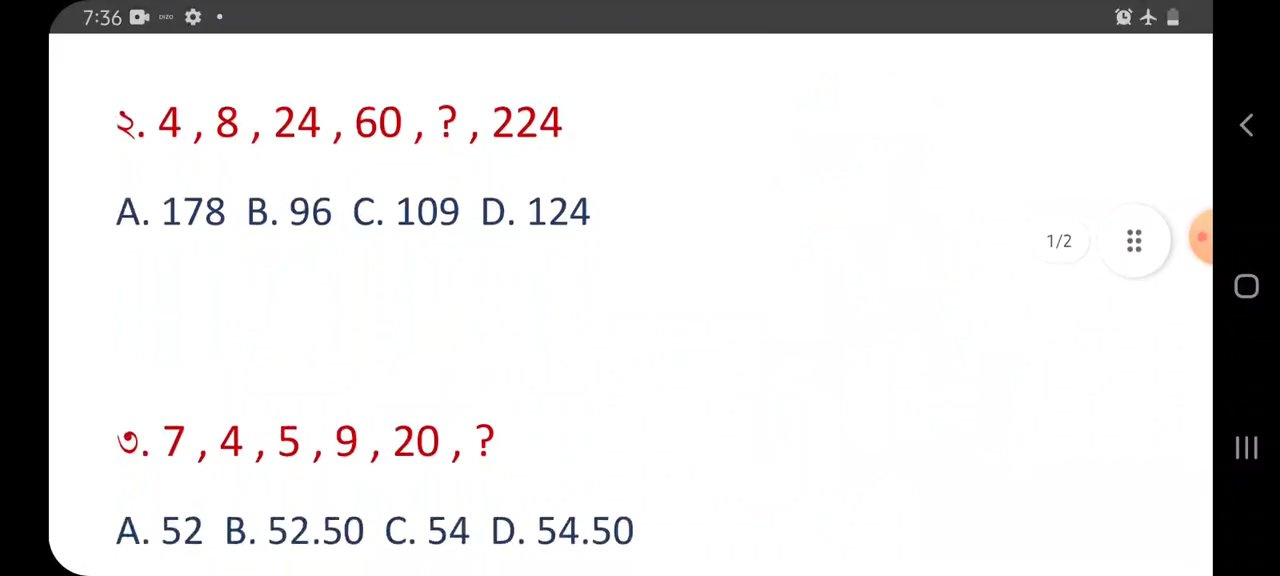 7:36 DIZO
২. 4 , 8 , 24 , 60 , ? , 224
A. 178 B. 96 C. 109 D. 124
1/2
৩. 7 , 4 , 5 , 9 , 20 , ?
A. 52 B. 52.50 C. 54 D. 54.50